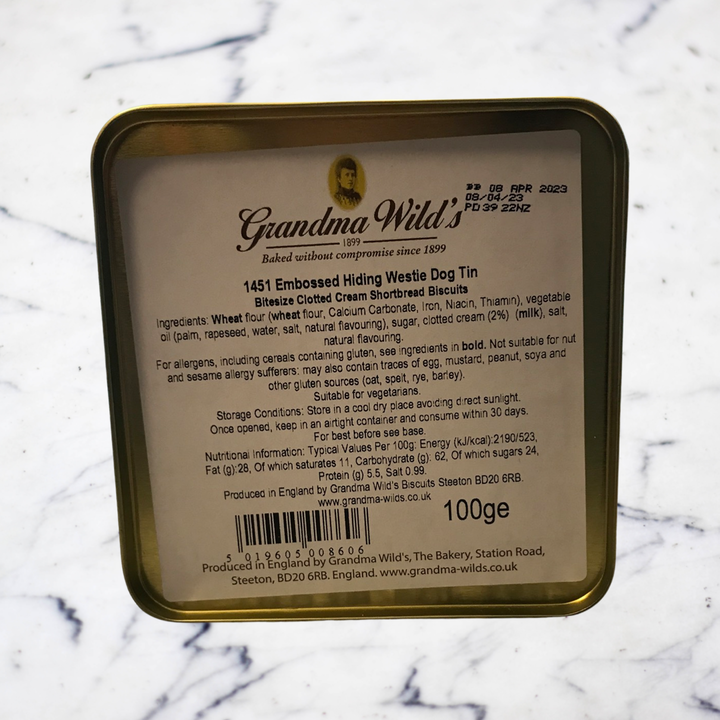 Grandma Wild's
1899
Baked without compromise since 1899
08 APR 2023
08/04/23
PD 39 22NZ
1451 Embossed Hiding Westie Dog Tin
Bitesize Clotted Cream Shortbread Biscuits
Ingredients: Wheat flour (wheat flour, Calcium Carbonate, Iron, Niacin, Thiamin), vegetable
oil (palm, rapeseed, water, salt, natural flavouring), sugar, clotted cream (2%) (milk), salt,
natural flavouring.
For allergens, including cereals containing gluten, see ingredients in bold. Not suitable for nut
and sesame allergy sufferers: may also contain traces of egg, mustard, peanut, soya and
other gluten sources (oat, spelt, rye, barley).
Suitable for vegetarians.
Storage Conditions: Store in a cool dry place avoiding direct sunlight.
Once opened, keep in an airtight container and consume within 30 days.
For best before see base.
Nutritional Information: Typical Values Per 100g: Energy (kJ/kcal):2190/523,
Fat (g):28, Of which saturates 11, Carbohydrate (g): 62, Of which sugars 24,
Protein (g) 5.5, Salt 0.99.
Produced in England by Grandma Wild's Biscuits Steeton BD20 6RB.
www.grandma-wilds.co.uk
100ge
5 019605 008606
Produced in England by Grandma Wild's, The Bakery, Station Road,
Steeton, BD20 6RB. England. www.grandma-wilds.co.uk